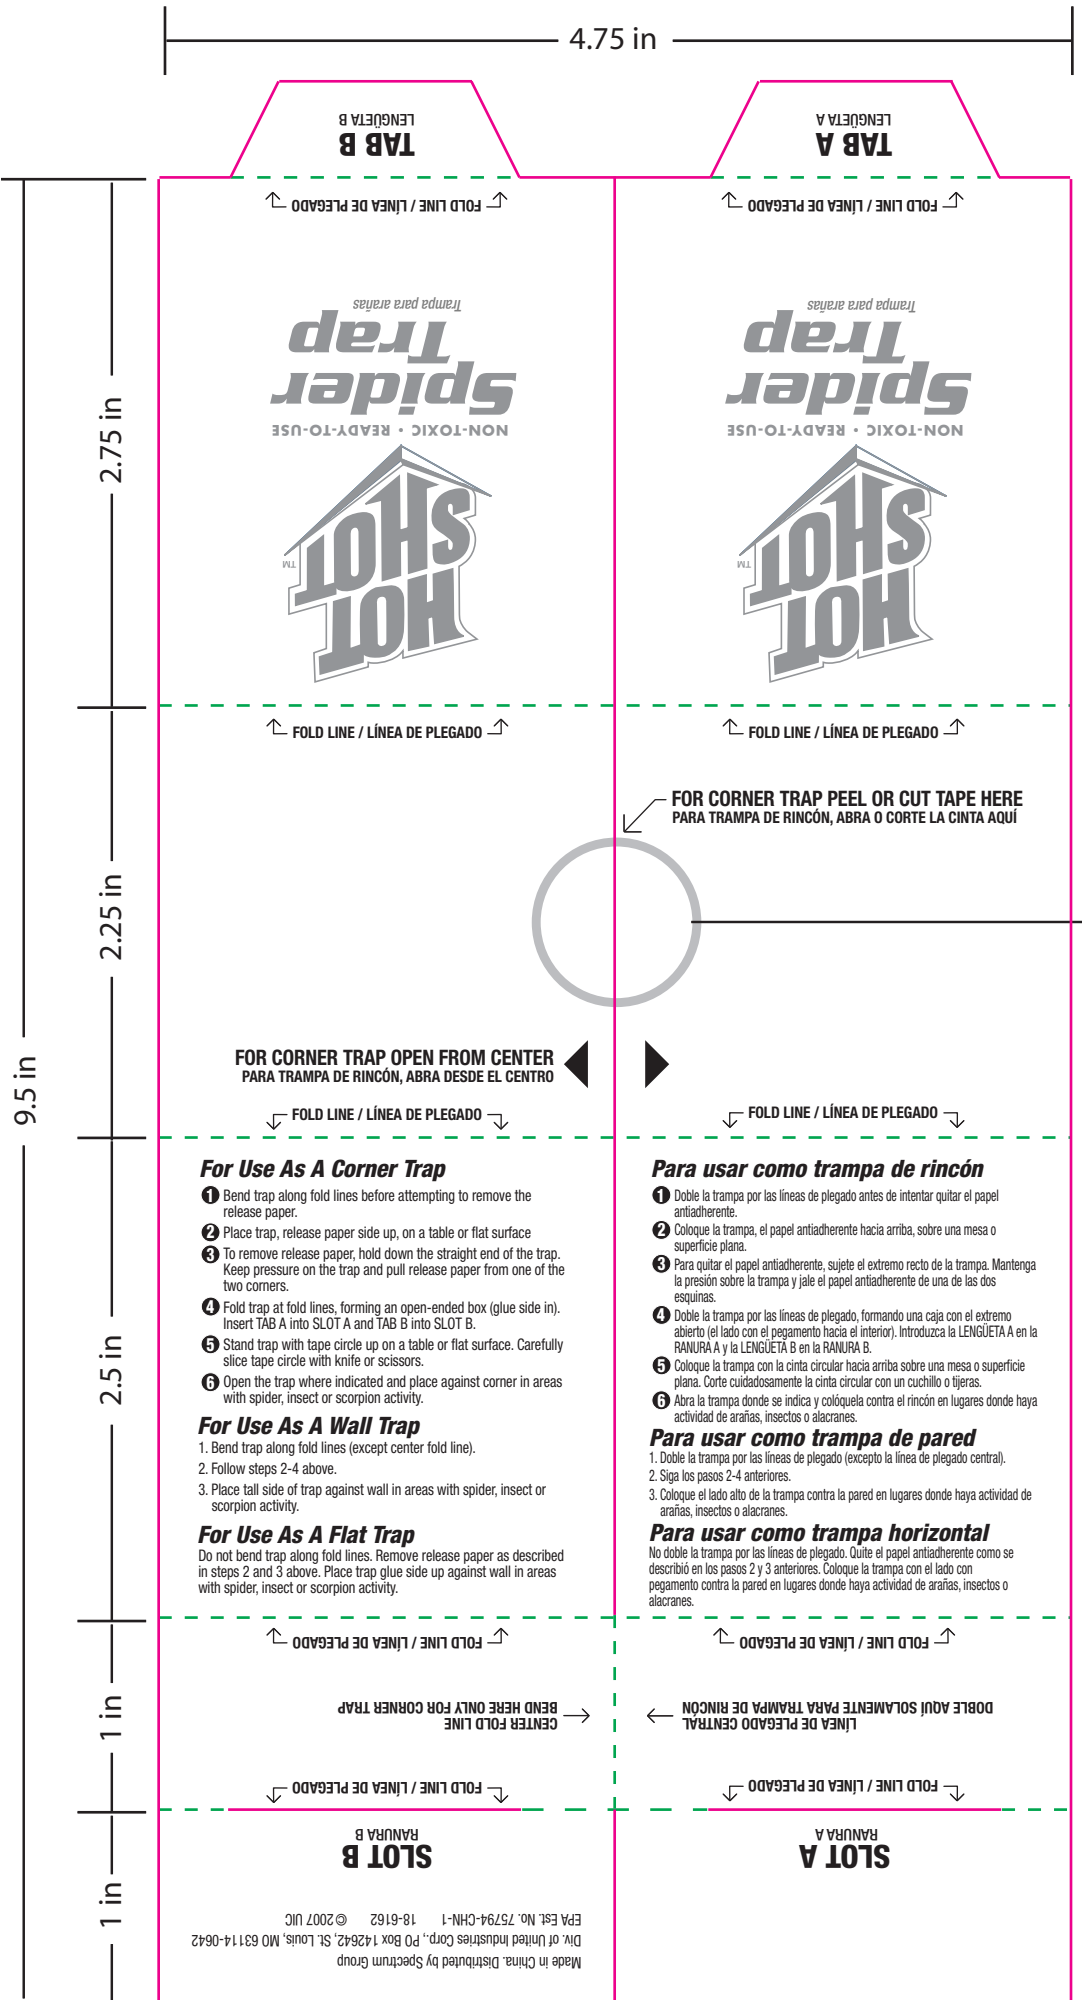 4.75 in
TAB B
LENGÜETA B
TAB A
LENGÜETA A
FOLD LINE / LÍNEA DE PLEGADO
FOLD LINE / LÍNEA DE PLEGADO
HOT
SHOT
TM
NON-TOXIC • READY-TO-USE
Spider
Trap
Trampa para arañas
HOT
SHOT
TM
NON-TOXIC • READY-TO-USE
Spider
Trap
Trampa para arañas
2.75 in
FOLD LINE / LÍNEA DE PLEGADO
FOLD LINE / LÍNEA DE PLEGADO
FOR CORNER TRAP PEEL OR CUT TAPE HERE
PARA TRAMPA DE RINCÓN, ABRA O CORTE LA CINTA AQUÍ
2.25 in
9.5 in
FOR CORNER TRAP OPEN FROM CENTER
PARA TRAMPA DE RINCÓN, ABRA DESDE EL CENTRO
FOLD LINE / LÍNEA DE PLEGADO
FOLD LINE / LÍNEA DE PLEGADO
2.5 in
For Use As A Corner Trap
1 Bend trap along fold lines before attempting to remove the
release paper.
2 Place trap, release paper side up, on a table or flat surface
3 To remove release paper, hold down the straight end of the trap.
Keep pressure on the trap and pull release paper from one of the
two corners.
4 Fold trap at fold lines, forming an open-ended box (glue side in).
Insert TAB A into SLOT A and TAB B into SLOT B.
5 Stand trap with tape circle up on a table or flat surface. Carefully
slice tape circle with knife or scissors.
6 Open the trap where indicated and place against corner in areas
with spider, insect or scorpion activity.
For Use As A Wall Trap
1. Bend trap along fold lines (except center fold line).
2. Follow steps 2-4 above.
3. Place tall side of trap against wall in areas with spider, insect or
scorpion activity.
For Use As A Flat Trap
Do not bend trap along fold lines. Remove release paper as described
in steps 2 and 3 above. Place trap glue side up against wall in areas
with spider, insect or scorpion activity.
Para usar como trampa de rincón
1 Doble la trampa por las líneas de plegado antes de intentar quitar el papel
antiadherente.
2 Coloque la trampa, el papel antiadherente hacia arriba, sobre una mesa o
superficie plana.
3 Para quitar el papel antiadherente, sujete el extremo recto de la trampa. Mantenga
la presión sobre la trampa y jale el papel antiadherente de una de las dos
esquinas.
4 Doble la trampa por las líneas de plegado, formando una caja con el extremo
abierto (el lado con el pegamento hacia el interior). Introduzca la LENGÜETA A en la
RANURA A y la LENGÜETA B en la RANURA B.
5 Coloque la trampa con la cinta circular hacia arriba sobre una mesa o superficie
plana. Corte cuidadosamente la cinta circular con un cuchillo o tijeras.
6 Abra la trampa donde se indica y colóquela contra el rincón en lugares donde haya
actividad de arañas, insectos o alacranes.
Para usar como trampa de pared
1. Doble la trampa por las líneas de plegado (excepto la línea de plegado central).
2. Siga los pasos 2-4 anteriores.
3. Coloque el lado alto de la trampa contra la pared en lugares donde haya actividad de
arañas, insectos o alacranes.
Para usar como trampa horizontal
No doble la trampa por las líneas de plegado. Quite el papel antiadherente como se
describió en los pasos 2 y 3 anteriores. Coloque la trampa con el lado con
pegamento contra la pared en lugares donde haya actividad de arañas, insectos o
alacranes.
FOLD LINE / LÍNEA DE PLEGADO
FOLD LINE / LÍNEA DE PLEGADO
1 in
CENTER FOLD LINE
BEND HERE ONLY FOR CORNER TRAP
LÍNEA DE PLEGADO CENTRAL
DOBLE AQUÍ SOLAMENTE PARA TRAMPA DE RINCÓN
FOLD LINE / LÍNEA DE PLEGADO
FOLD LINE / LÍNEA DE PLEGADO
1 in
SLOT B
RANURA B
SLOT A
RANURA A
Made in China. Distributed by Spectrum Group
Div. of United Industries Corp., PO Box 142642, St. Louis, MO 63114-0642
EPA Est. No. 75794-CHN-1 18-6162 © 2007 UIC